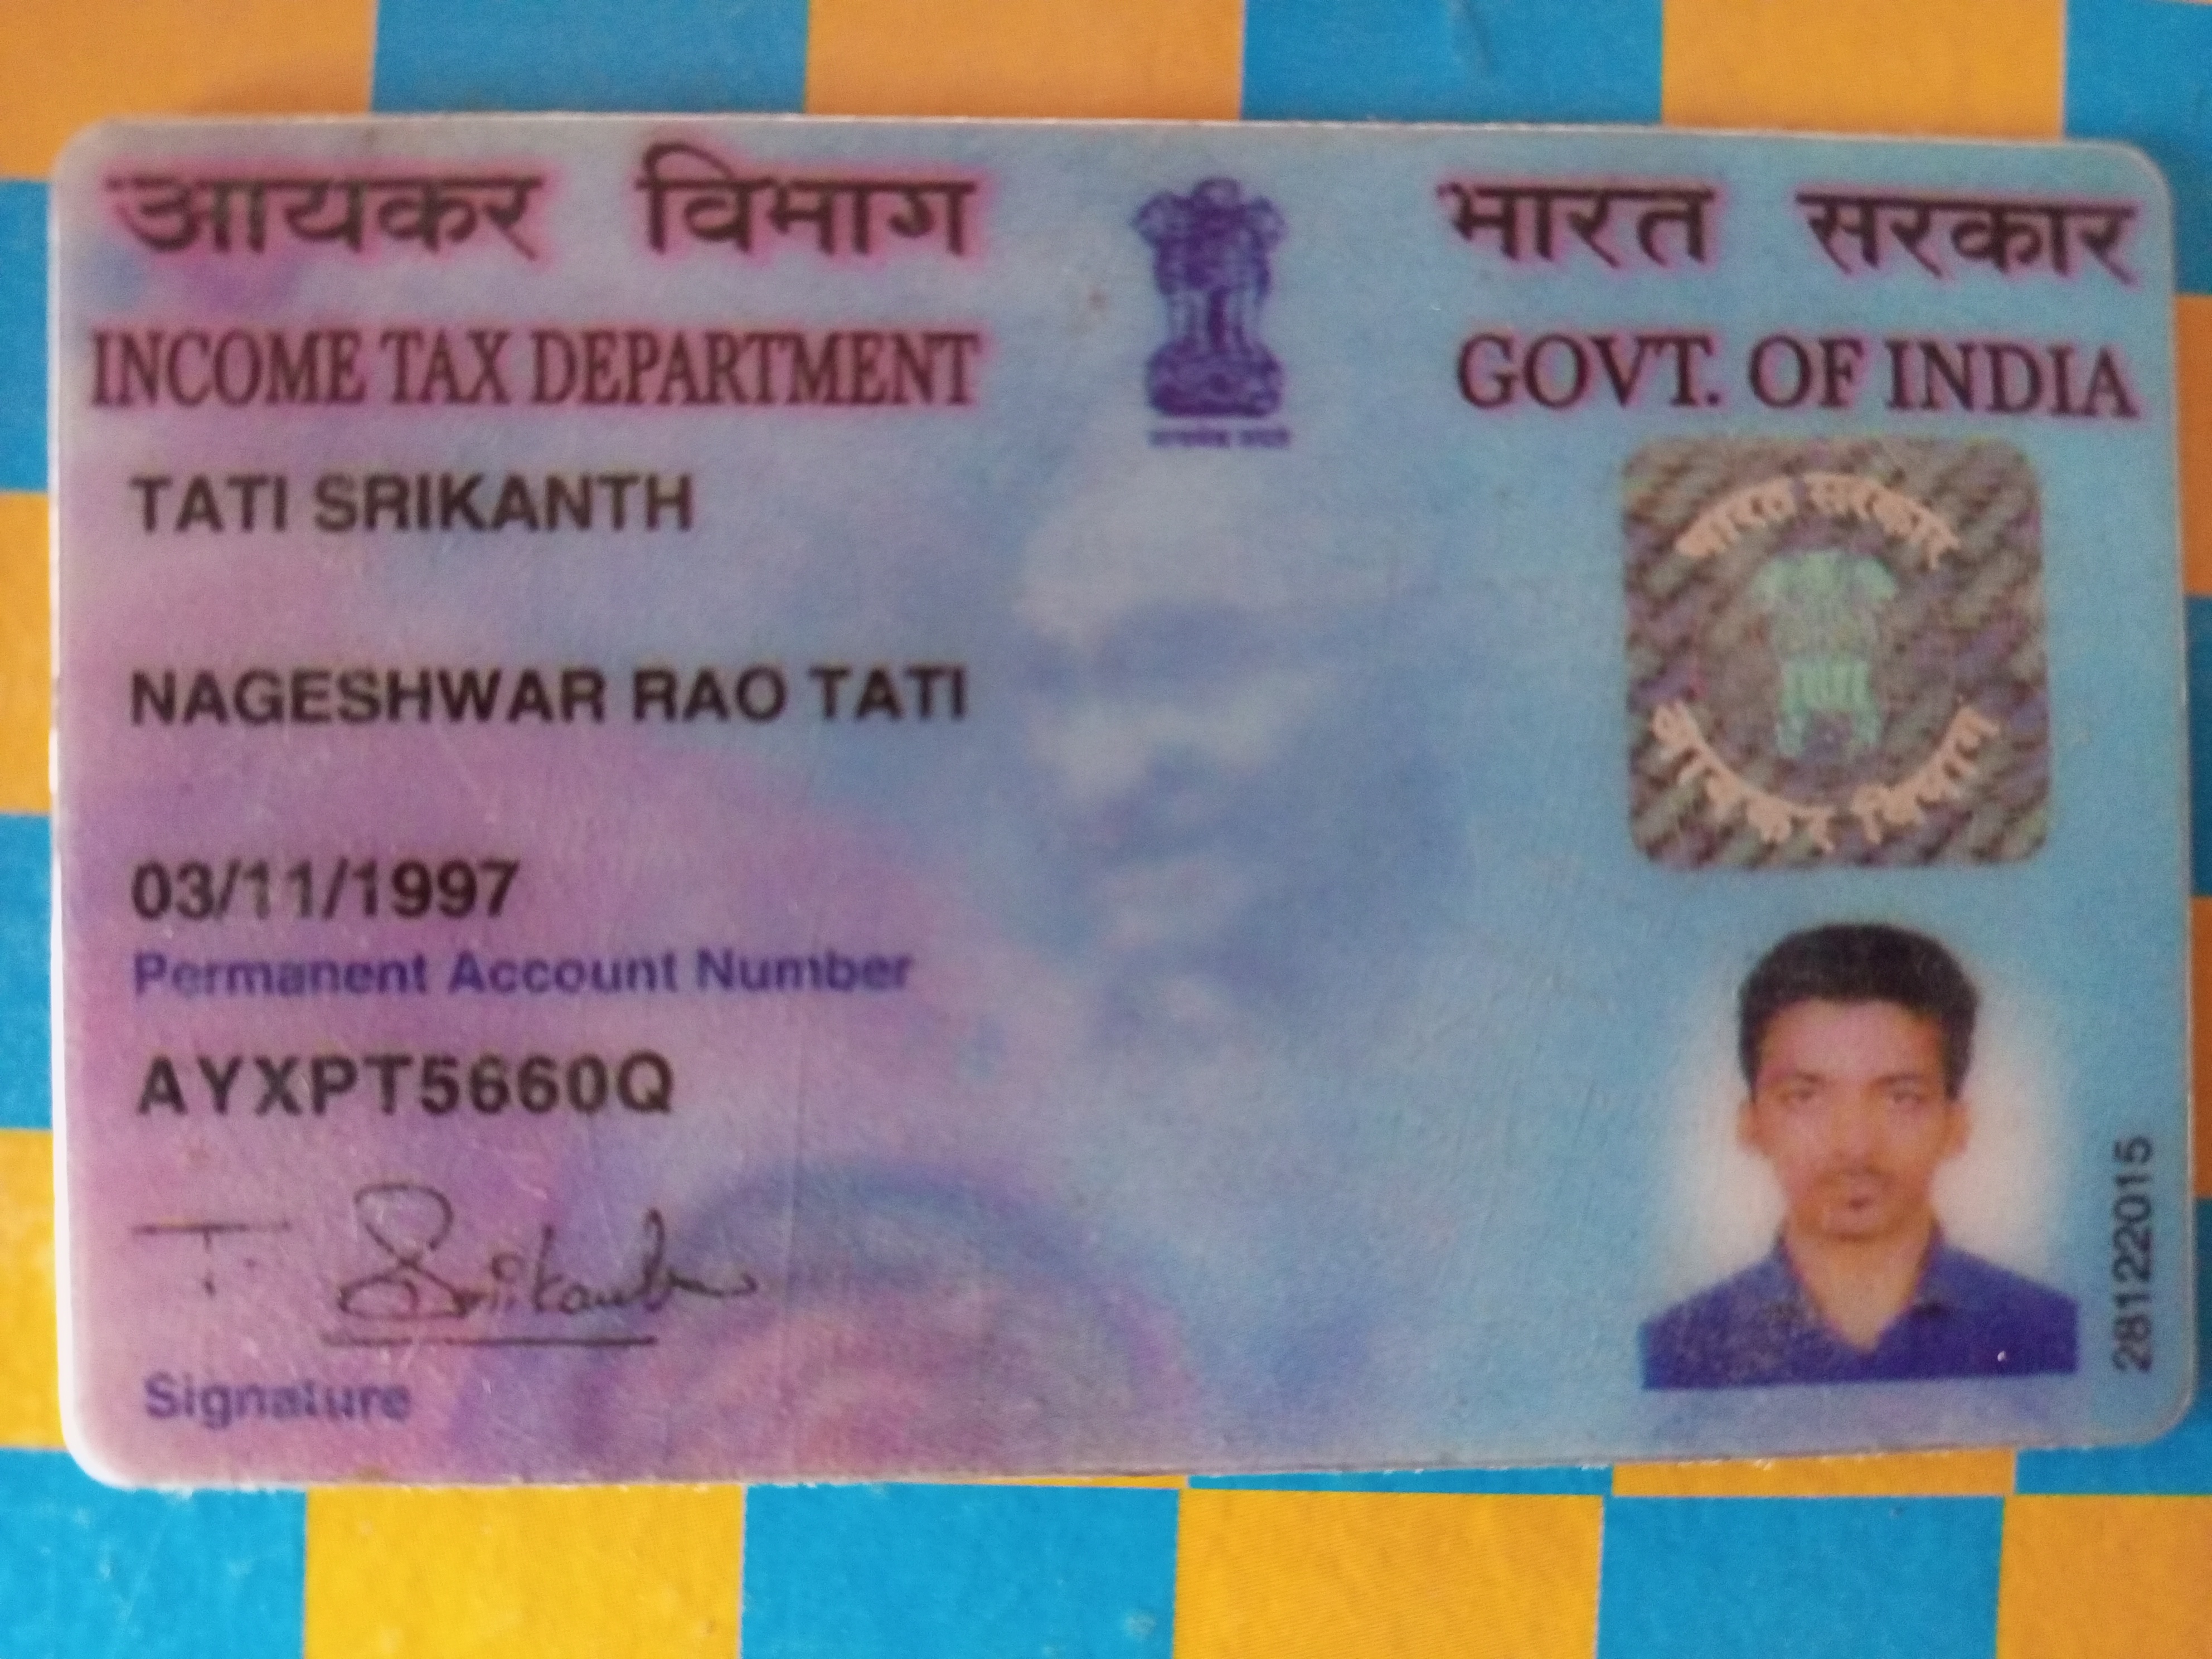 आयकर विभाग
INCOME TAX DEPARTMENT
भारत सरकार
GOVT. OF INDIA
TATI SRIKANTH
NAGESHWAR RAO TATI
03/11/1997
Permanent Account Number
AYXPT5660Q
T. Srikanth
Signature
भारत सरकार
आयकर विभाग
28122015